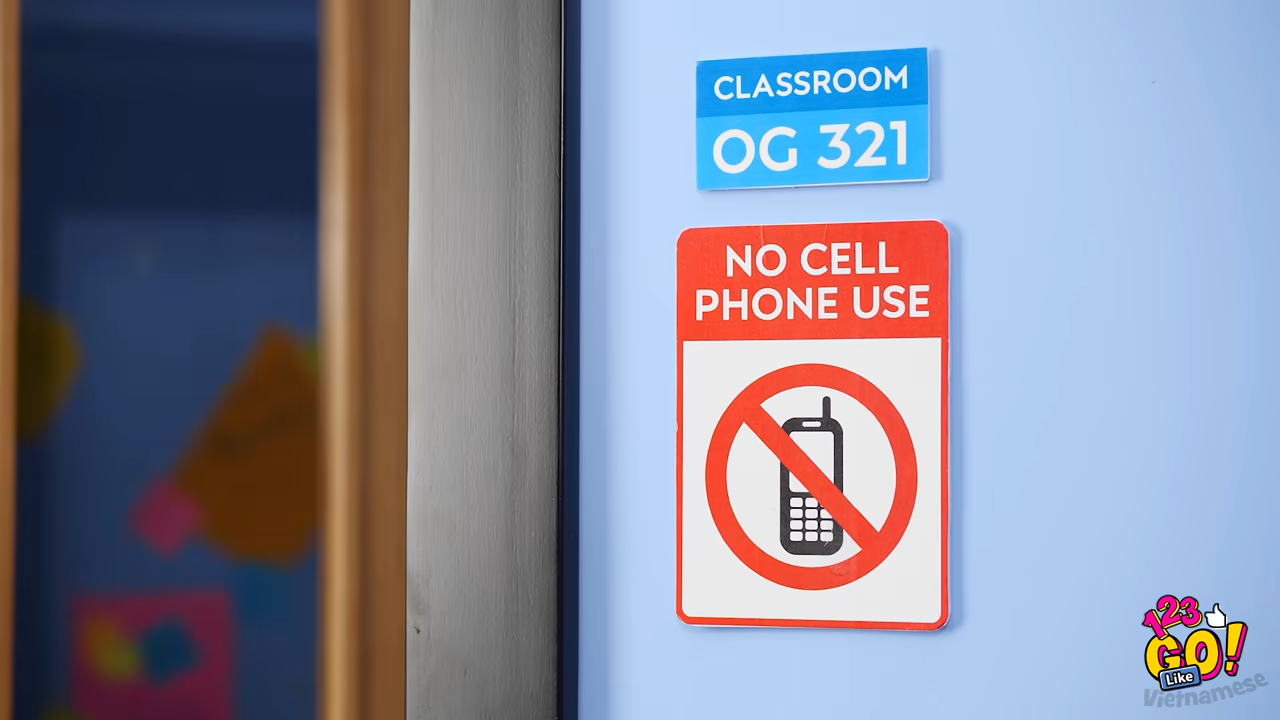 CLASSROOM
OG 321
NO CELL
PHONE USE
123
GO!
Like
Vietnamese